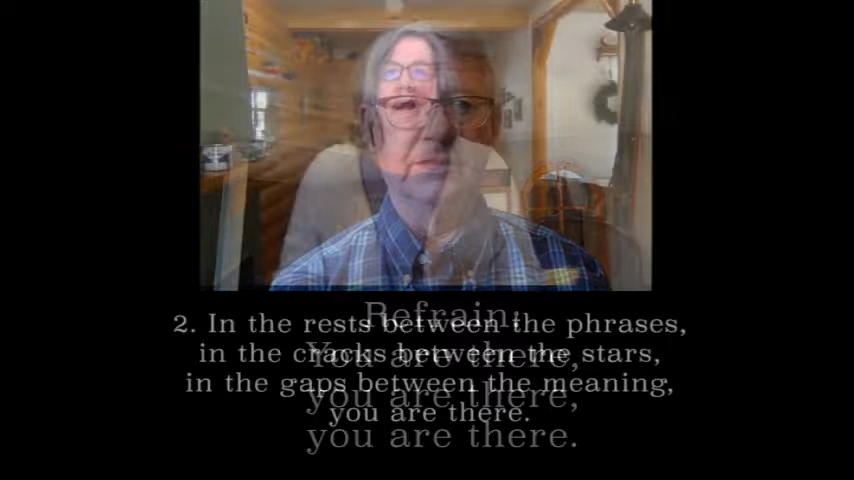 2. In the rests between the phrases,
in the cracks between the stars,
in the gaps between the meaning,
you are there.
Refrain:
You are there,
you are there,
you are there.